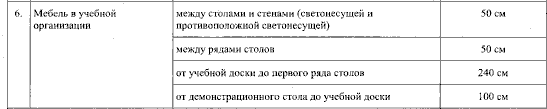 6. Мебель в учебной организации
между столами и стенами (светонесущей и противоположной светонесущей)
50 см
между рядами столов
50 см
от учебной доски до первого ряда столов
240 см
от демонстрационного стола до учебной доски
100 см